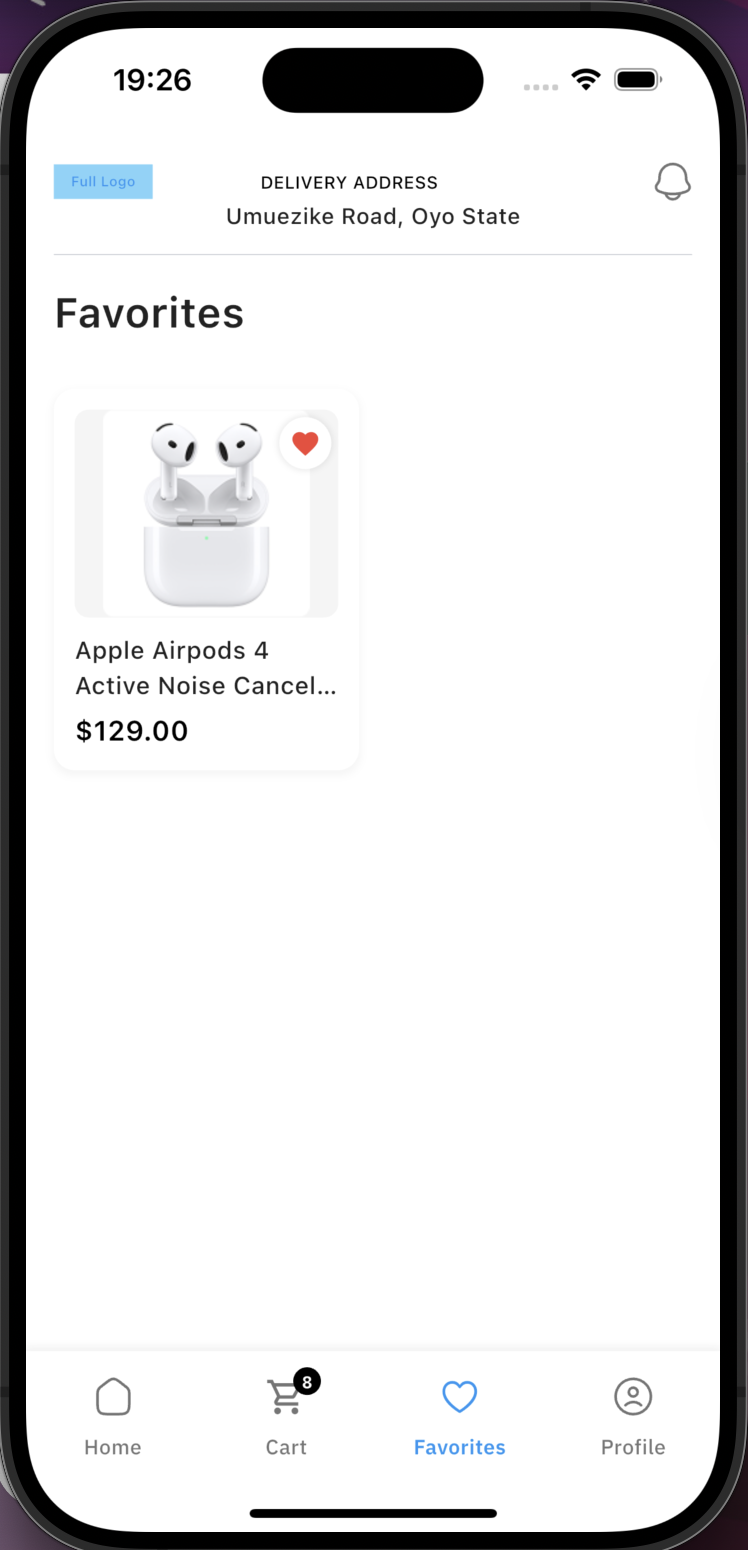 19:26
Full Logo
DELIVERY ADDRESS
Umuezike Road, Oyo State
Favorites
Apple Airpods 4
Active Noise Cancel...
$129.00
8
Home
Cart
Favorites
Profile